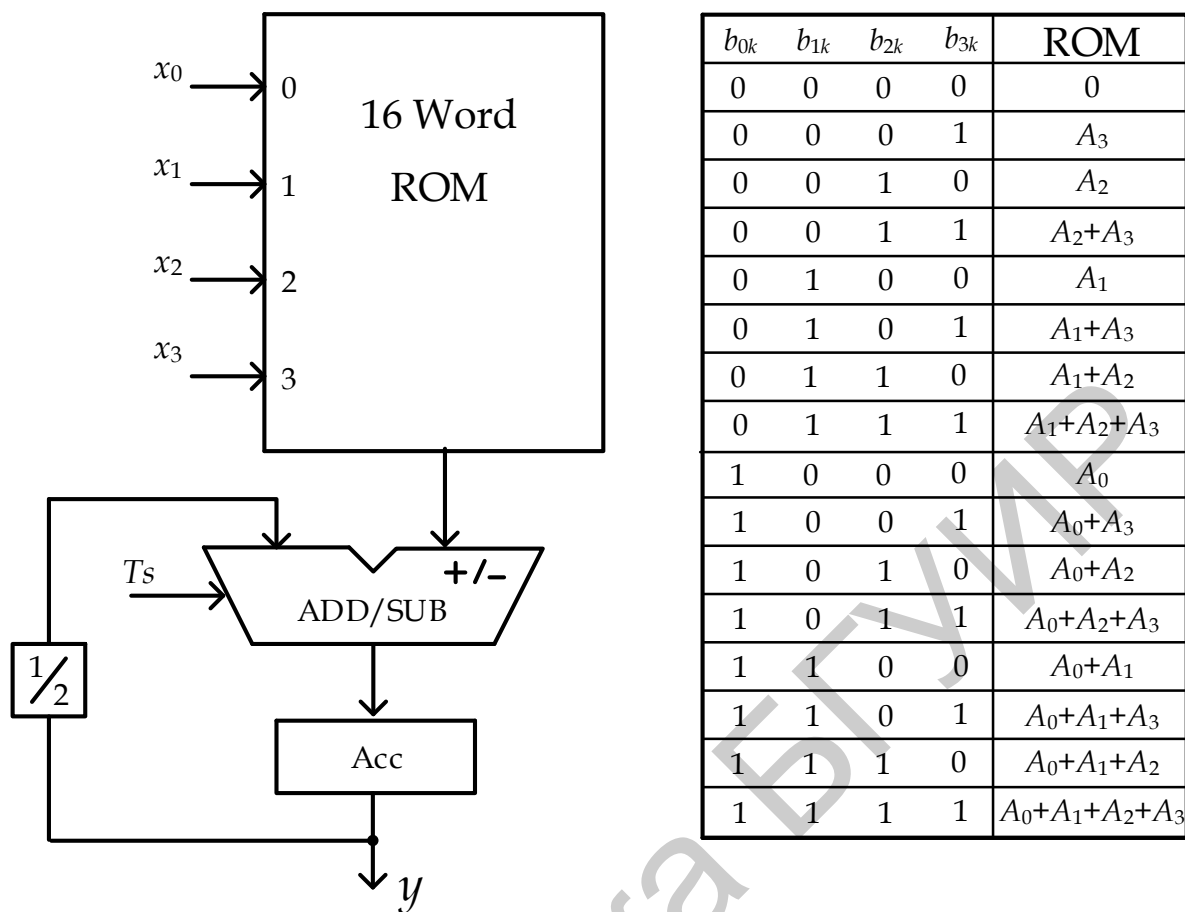 x₀
0
16 Word
ROM
x₁
1
x₂
2
x₃
3
Ts
+/-
ADD/SUB
1/2
Acc
y
b₀ₖ b₁ₖ b₂ₖ b₃ₖ ROM
0 0 0 0 0
0 0 0 1 A₃
0 0 1 0 A₂
0 0 1 1 A₂+A₃
0 1 0 0 A₁
0 1 0 1 A₁+A₃
0 1 1 0 A₁+A₂
0 1 1 1 A₁+A₂+A₃
1 0 0 0 A₀
1 0 0 1 A₀+A₃
1 0 1 0 A₀+A₂
1 0 1 1 A₀+A₂+A₃
1 1 0 0 A₀+A₁
1 1 0 1 A₀+A₁+A₃
1 1 1 0 A₀+A₁+A₂
1 1 1 1 A₀+A₁+A₂+A₃
БГУИР